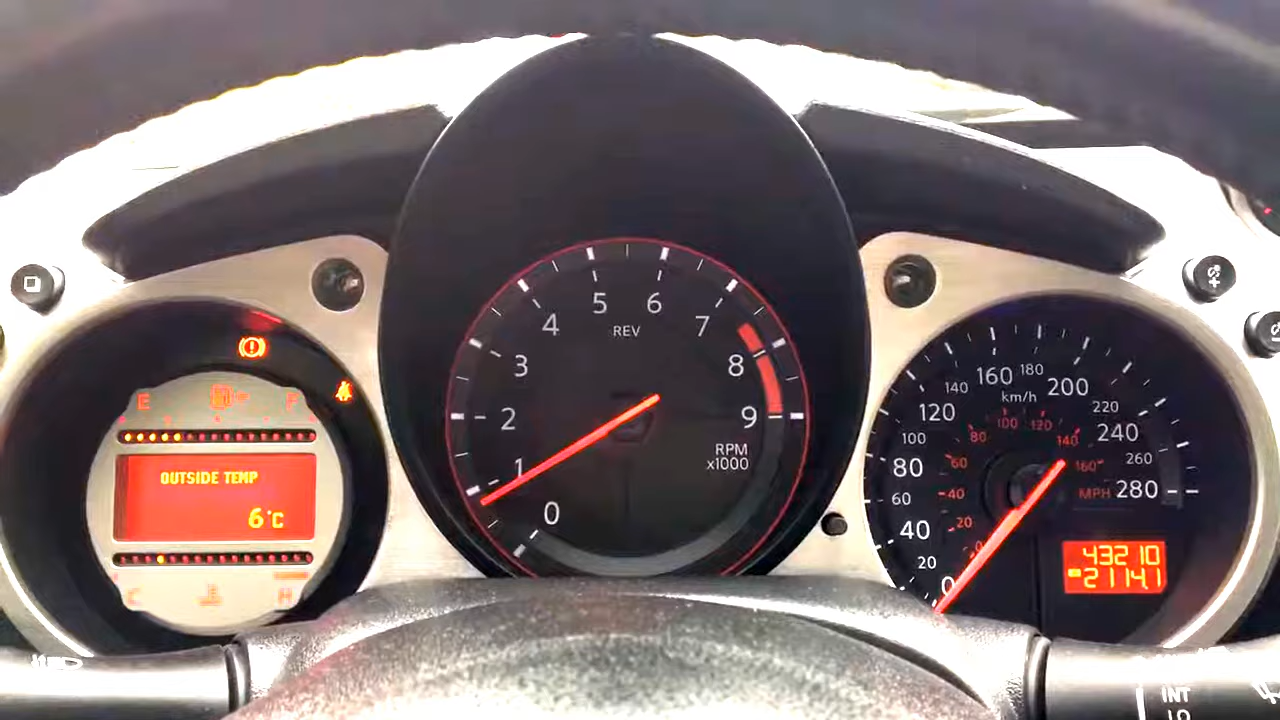 E F
OUTSIDE TEMP
6°C
C H
0 1 2 3 4 5 6 7 8 9
REV
RPM
x1000
0 20 40 60 80 100 120 140 160 180 200 220 240 260 280
km/h
0 20 40 60 80 100 120 140 160
MPH
43210
21141
INT
LO